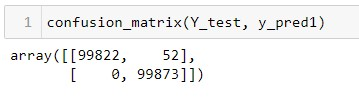 1 confusion_matrix(Y_test, y_pred1)
array([[99822,    52],
       [    0, 99873]])